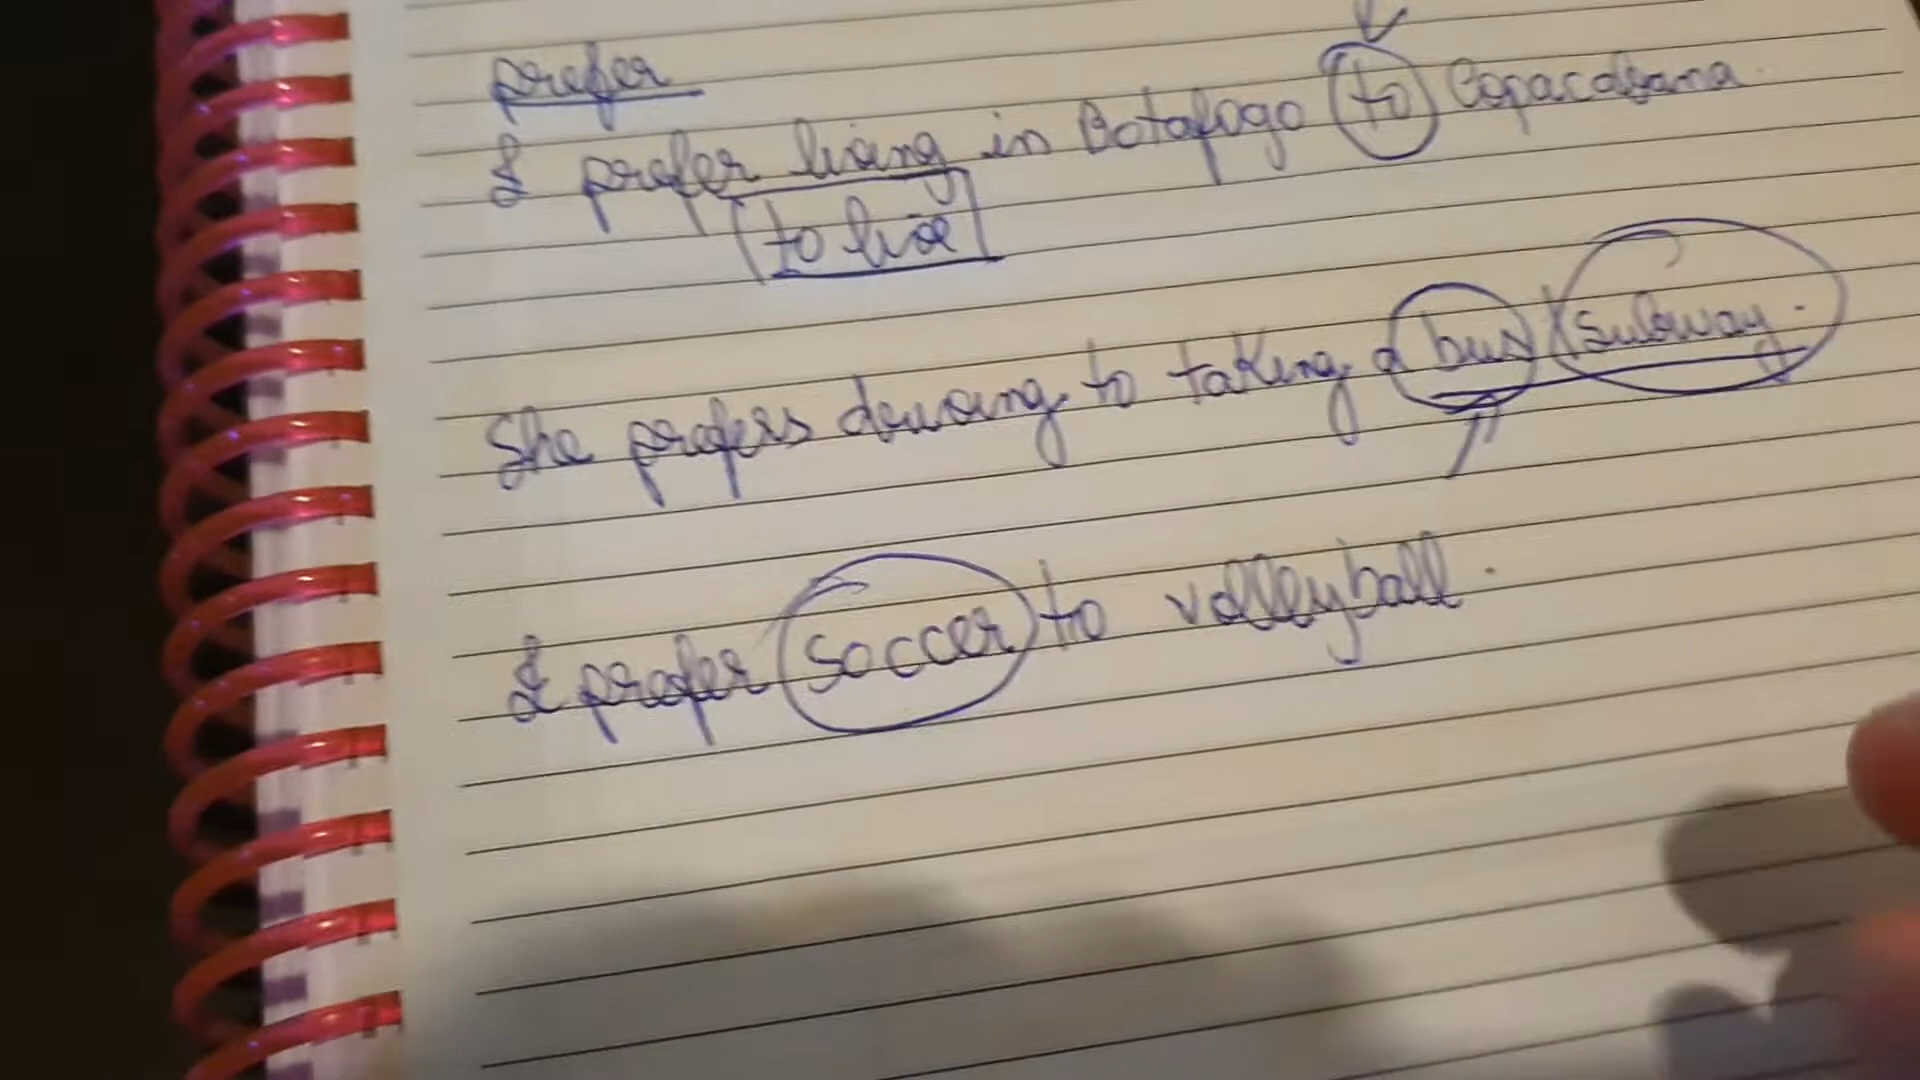 prefer
I prefer living in Botafogo to Copacabana.
to live
She prefers driving to taking a bus/subway.
I prefer soccer to volleyball.